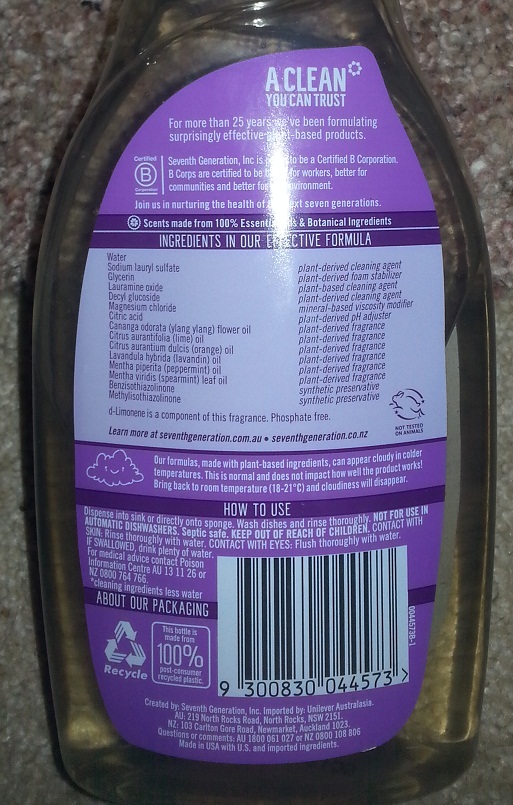 A CLEAN
YOU CAN TRUST
For more than 25 years we've been formulating
surprisingly effective plant-based products.
Certified
B
Corporation
Seventh Generation, Inc is to be a Certified B Corporation.
B Corps are certified to be for workers, better for
communities and better for environment.
Join us in nurturing the health of next seven generations.
Scents made from 100% Essential & Botanical Ingredients
INGREDIENTS IN OUR EFFECTIVE FORMULA
Water
Sodium lauryl sulfate plant-derived cleaning agent
Glycerin plant-derived foam stabilizer
Lauramine oxide plant-based cleaning agent
Decyl glucoside plant-derived cleaning agent
Magnesium chloride mineral-based viscosity modifier
Citric acid plant-derived pH adjuster
Cananga odorata (ylang ylang) flower oil plant-derived fragrance
Citrus aurantifolia (lime) oil plant-derived fragrance
Citrus aurantium dulcis (orange) oil plant-derived fragrance
Lavandula hybrida (lavandin) oil plant-derived fragrance
Mentha piperita (peppermint) oil plant-derived fragrance
Mentha viridis (spearmint) leaf oil plant-derived fragrance
Benzisothiazolinone synthetic preservative
Methylisothiazolinone synthetic preservative
d-Limonene is a component of this fragrance. Phosphate free.
NOT TESTED
ON ANIMALS
Learn more at seventhgeneration.com.au • seventhgeneration.co.nz
Our formulas, made with plant-based ingredients, can appear cloudy in colder
temperatures. This is normal and does not impact how well the product works!
Bring back to room temperature (18-21°C) and cloudiness will disappear.
HOW TO USE
Dispense into sink or directly onto sponge. Wash dishes and rinse thoroughly. NOT FOR USE IN
AUTOMATIC DISHWASHERS. Septic safe. KEEP OUT OF REACH OF CHILDREN. CONTACT WITH
SKIN: Rinse thoroughly with water. CONTACT WITH EYES: Flush thoroughly with water.
IF SWALLOWED, drink plenty of water.
For medical advice contact Poison
Information Centre AU 13 11 26 or
NZ 0800 764 766.
*cleaning ingredients less water
ABOUT OUR PACKAGING
Recycle
This bottle is
made from
100%
post-consumer
recycled plastic.
9 300830 044573 >
00445738-1
Created by: Seventh Generation, Inc. Imported by: Unilever Australasia.
AU: 219 North Rocks Road, North Rocks, NSW 2151.
NZ: 103 Carlton Gore Road, Newmarket, Auckland 1023.
Questions or comments: AU 1800 061 027 or NZ 0800 108 806
Made in USA with U.S. and imported ingredients.